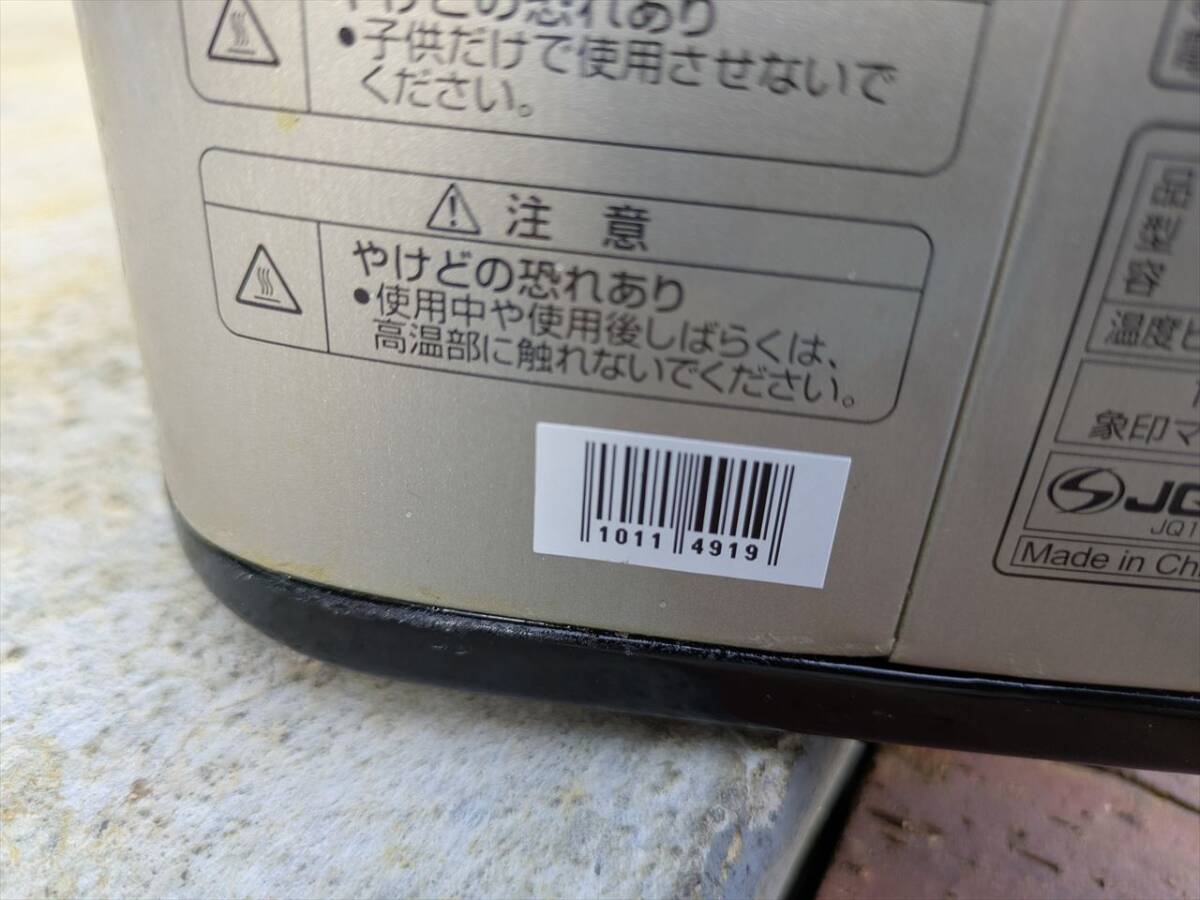 やけどの恐れあり
●子供だけで使用させないで
ください。
注意
やけどの恐れあり
●使用中や使用後しばらくは、
高温部に触れないでください。
1011 4919
品
型
容
温度ヒ
象印マ
JQ
JQ1
Made in Ch